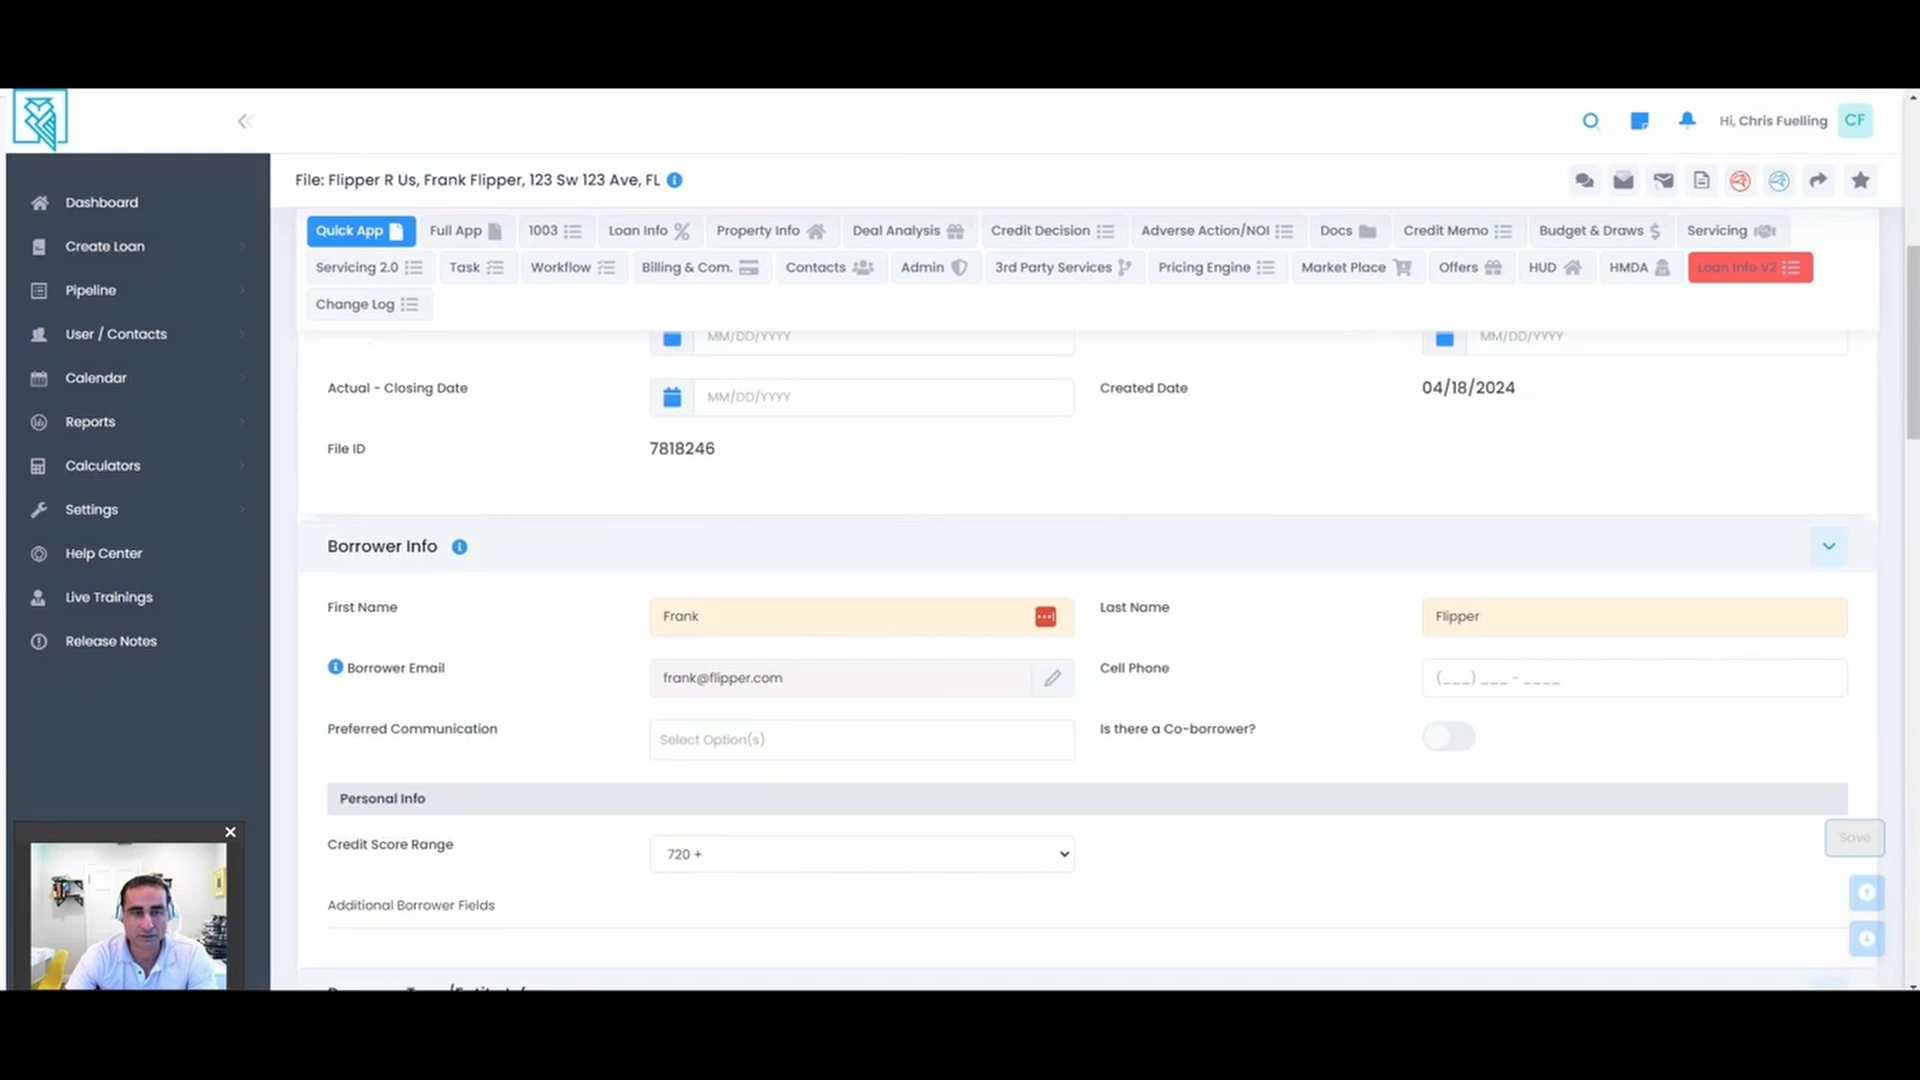 Hi, Chris Fuelling CF
File: Flipper R Us, Frank Flipper, 123 Sw 123 Ave, FL
Dashboard
Create Loan
Pipeline
User / Contacts
Calendar
Reports
Calculators
Settings
Help Center
Live Trainings
Release Notes
Quick App Full App 1003 Loan Info Property Info Deal Analysis Credit Decision Adverse Action/NOI Docs Credit Memo Budget & Draws Servicing
Servicing 2.0 Task Workflow Billing & Com. Contacts Admin 3rd Party Services Pricing Engine Market Place Offers HUD HMDA Loan Info V2
Change Log
MM/DD/YYYY MM/DD/YYYY
Actual - Closing Date MM/DD/YYYY Created Date 04/18/2024
File ID 7818246
Borrower Info
First Name Frank Last Name Flipper
Borrower Email frank@flipper.com Cell Phone (___) ___ - ____
Preferred Communication Select Option(s) Is there a Co-borrower?
Personal Info
Credit Score Range 720 +
Save
Additional Borrower Fields